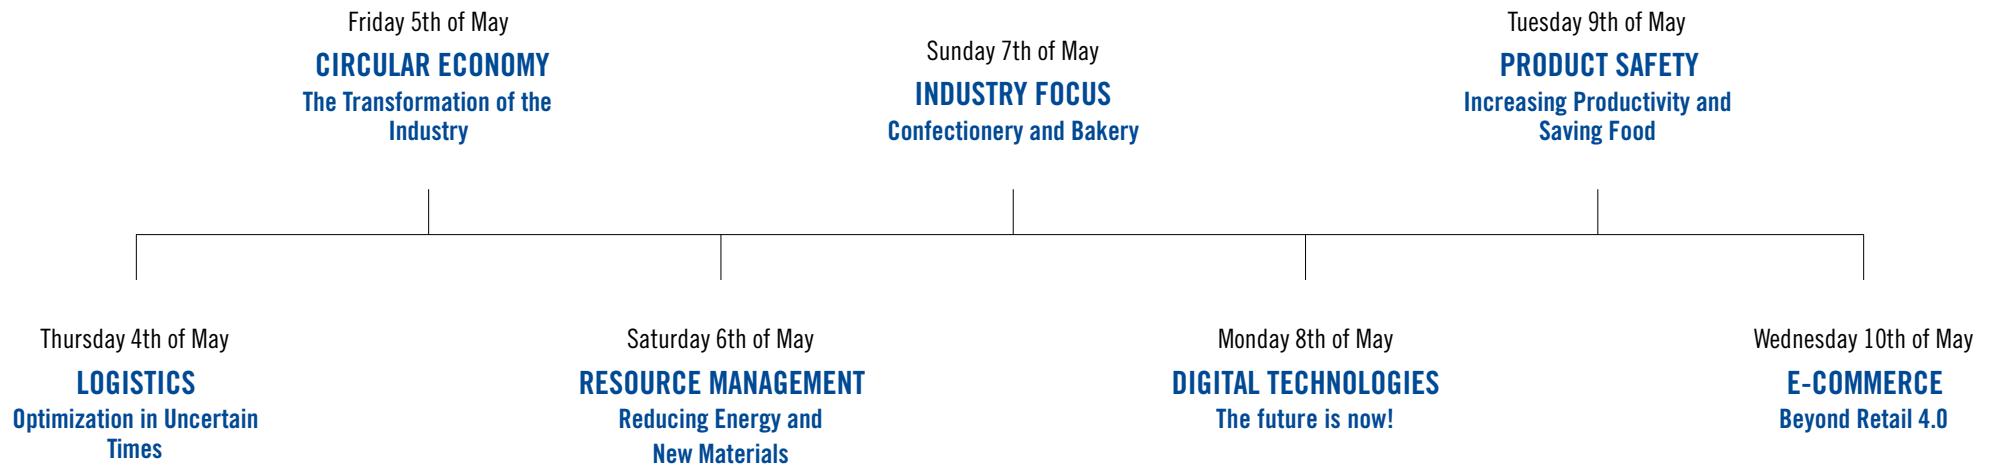 Friday 5th of May
CIRCULAR ECONOMY
The Transformation of the
Industry
Sunday 7th of May
INDUSTRY FOCUS
Confectionery and Bakery
Tuesday 9th of May
PRODUCT SAFETY
Increasing Productivity and
Saving Food
Thursday 4th of May
LOGISTICS
Optimization in Uncertain
Times
Saturday 6th of May
RESOURCE MANAGEMENT
Reducing Energy and
New Materials
Monday 8th of May
DIGITAL TECHNOLOGIES
The future is now!
Wednesday 10th of May
E-COMMERCE
Beyond Retail 4.0